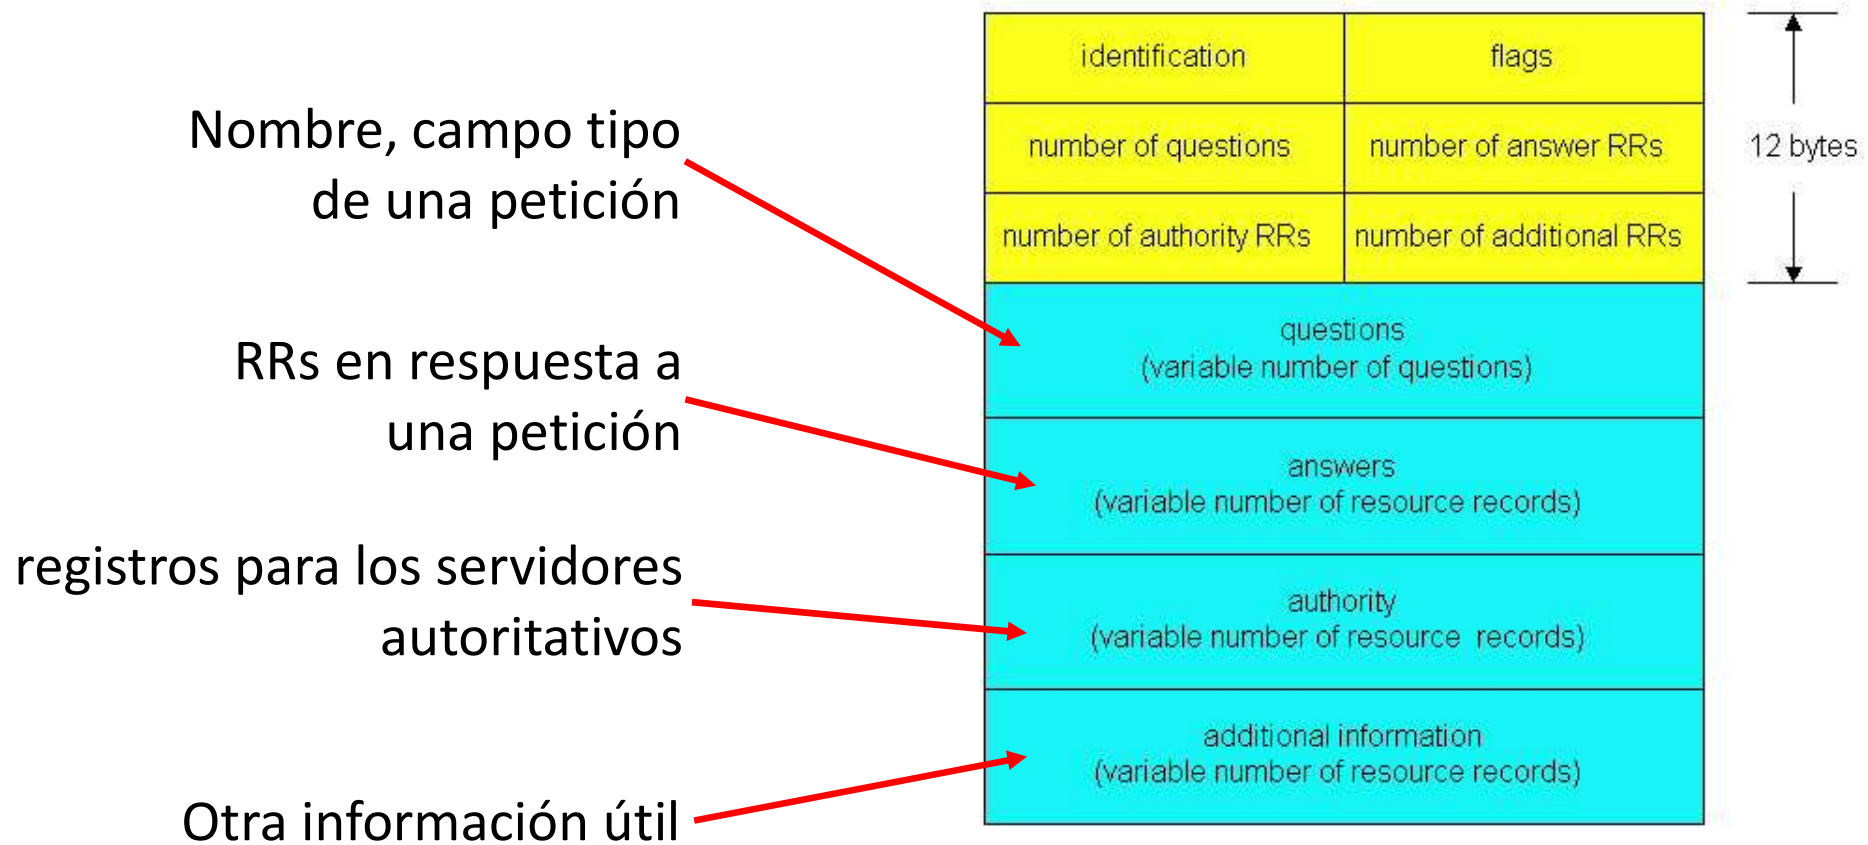 identification
flags
Nombre, campo tipo
de una petición
number of questions
number of answer RRs
12 bytes
number of authority RRs
number of additional RRs
questions
(variable number of questions)
RRs en respuesta a
una petición
answers
(variable number of resource records)
registros para los servidores
autoritativos
authority
(variable number of resource records)
Otra información útil
additional information
(variable number of resource records)